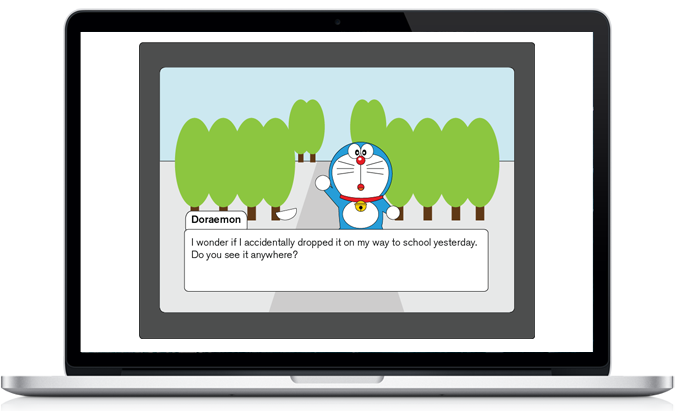 Doraemon
I wonder if I accidentally dropped it on my way to school yesterday.
Do you see it anywhere?